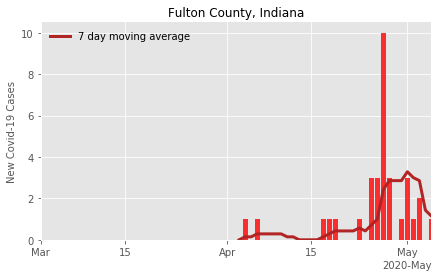 Fulton County, Indiana
7 day moving average
New Covid-19 Cases
10
8
6
4
2
0
Mar
15
Apr
15
May
2020-May